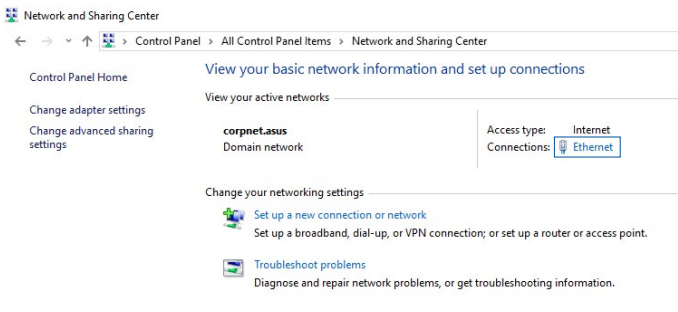 Network and Sharing Center
Control Panel > All Control Panel Items > Network and Sharing Center
Control Panel Home
Change adapter settings
Change advanced sharing
settings
View your basic network information and set up connections
View your active networks
corpnet.asus
Domain network
Access type: Internet
Connections: Ethernet
Change your networking settings
Set up a new connection or network
Set up a broadband, dial-up, or VPN connection; or set up a router or access point.
Troubleshoot problems
Diagnose and repair network problems, or get troubleshooting information.